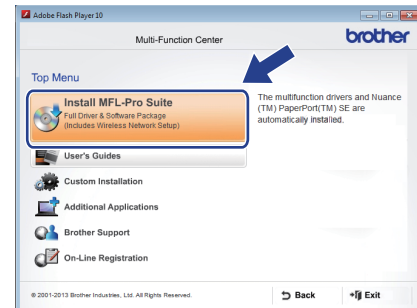 Adobe Flash Player 10
Multi-Function Center
brother
Top Menu
Install MFL-Pro Suite
Full Driver & Software Package
(Includes Wireless Network Setup)
The multifunction drivers and Nuance
(TM) PaperPort(TM) SE are
automatically installed.
User's Guides
Custom Installation
Additional Applications
Brother Support
On-Line Registration
© 2001-2013 Brother Industries, Ltd. All Rights Reserved.
Back
Exit